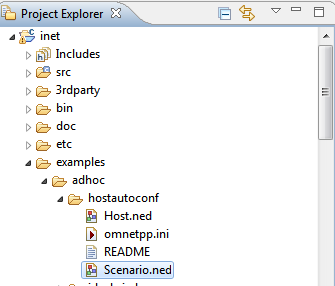 Project Explorer
inet
Includes
src
3rdparty
bin
doc
etc
examples
adhoc
hostautoconf
Host.ned
omnetpp.ini
README
Scenario.ned